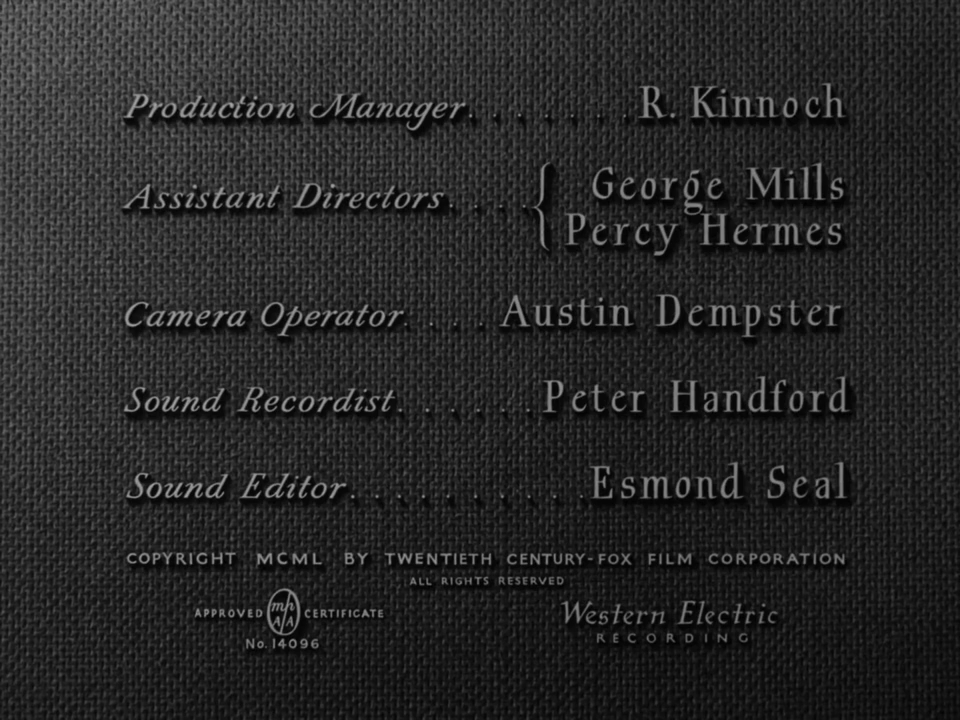 Production Manager. . . . . . . R. Kinnoch
Assistant Directors. . . . { George Mills
Percy Hermes
Camera Operator. . . . Austin Dempster
Sound Recordist. . . . . . Peter Handford
Sound Editor. . . . . . . . . . Esmond Seal
COPYRIGHT MCML BY TWENTIETH CENTURY-FOX FILM CORPORATION
ALL RIGHTS RESERVED
APPROVED CERTIFICATE
No. 14096
Western Electric
RECORDING